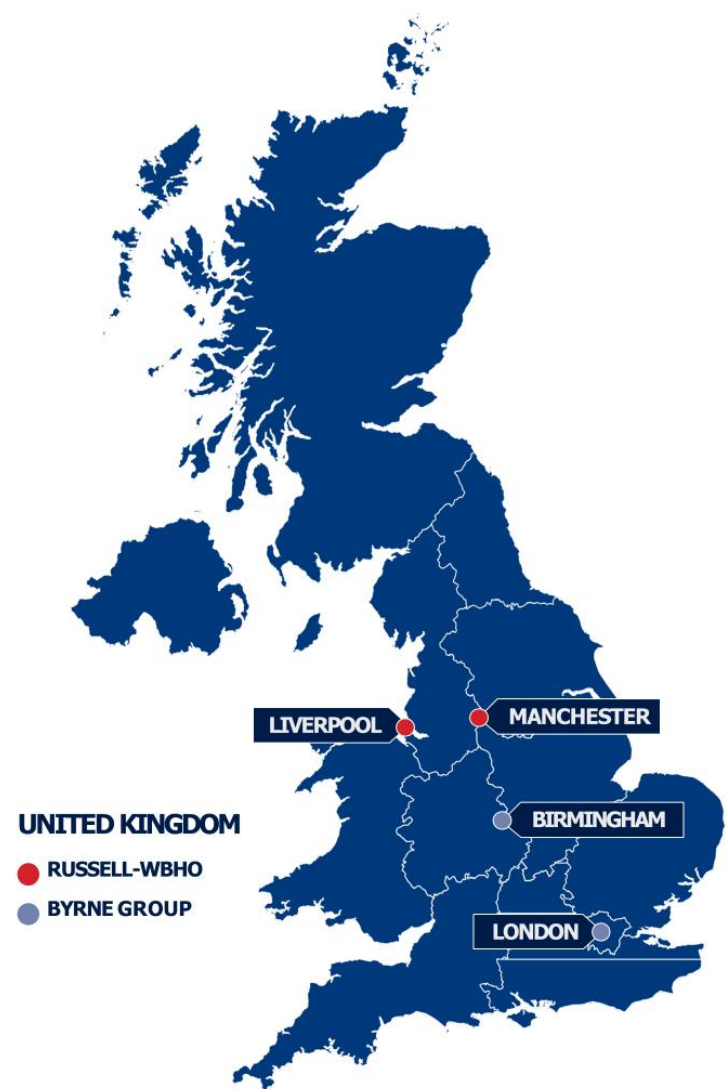 LIVERPOOL
MANCHESTER
BIRMINGHAM
LONDON
UNITED KINGDOM
RUSSELL-WBHO
BYRNE GROUP